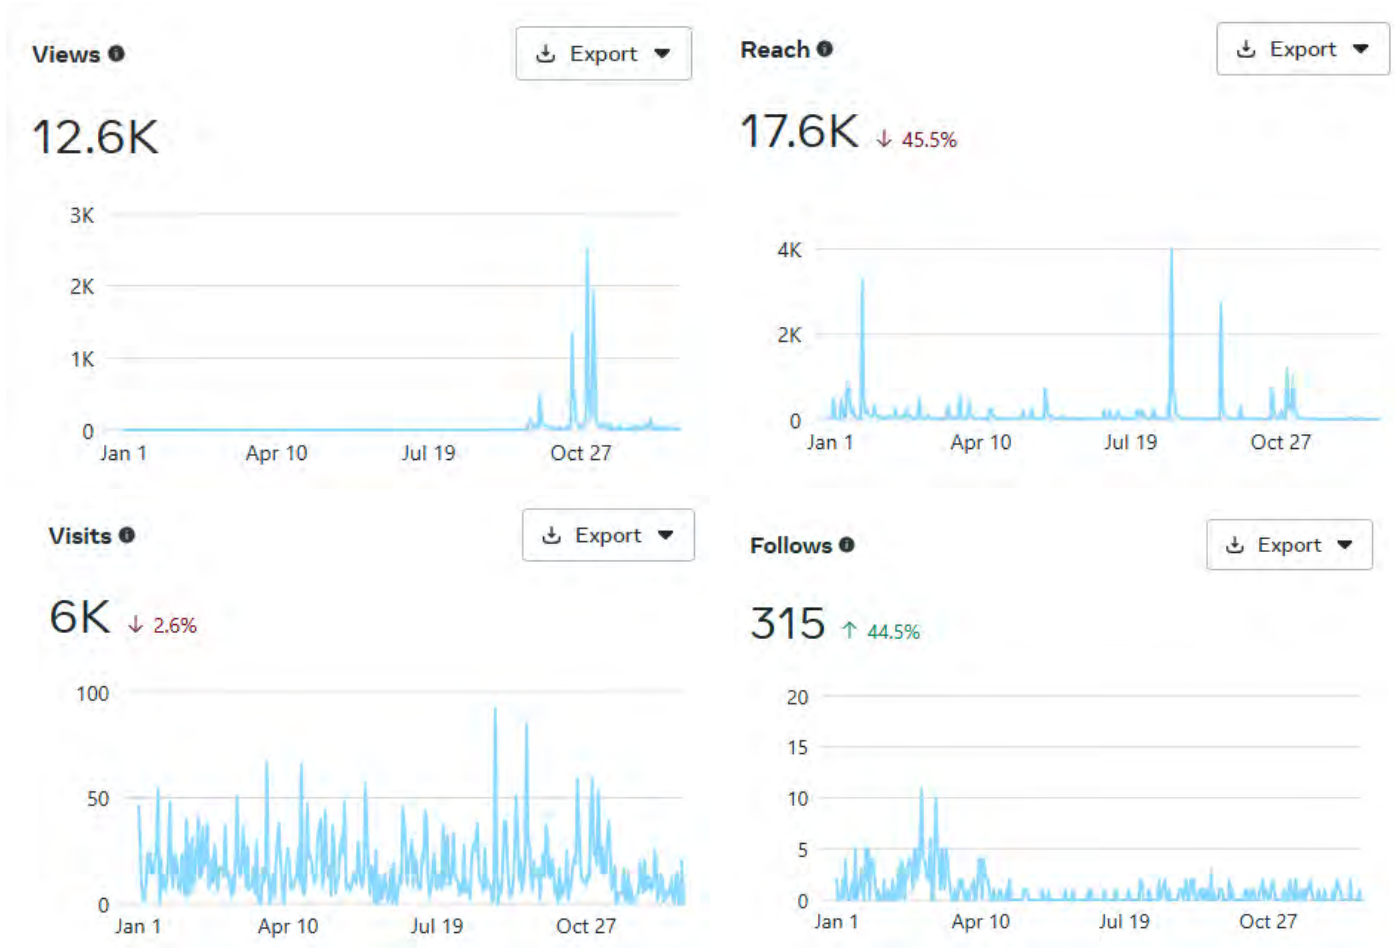 Views
Export
12.6K
3K
2K
1K
0
Jan 1 Apr 10 Jul 19 Oct 27
Reach
Export
17.6K ↓ 45.5%
4K
2K
0
Jan 1 Apr 10 Jul 19 Oct 27
Visits
Export
6K ↓ 2.6%
100
50
0
Jan 1 Apr 10 Jul 19 Oct 27
Follows
Export
315 ↑ 44.5%
20
15
10
5
0
Jan 1 Apr 10 Jul 19 Oct 27